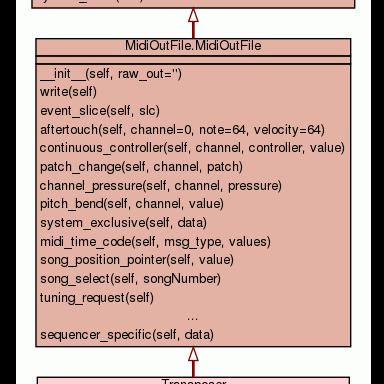 MidiOutFile.MidiOutFile
__init__(self, raw_out='')
write(self)
event_slice(self, slc)
aftertouch(self, channel=0, note=64, velocity=64)
continuous_controller(self, channel, controller, value)
patch_change(self, channel, patch)
channel_pressure(self, channel, pressure)
pitch_bend(self, channel, value)
system_exclusive(self, data)
midi_time_code(self, msg_type, values)
song_position_pointer(self, value)
song_select(self, songNumber)
tuning_request(self)
...
sequencer_specific(self, data)